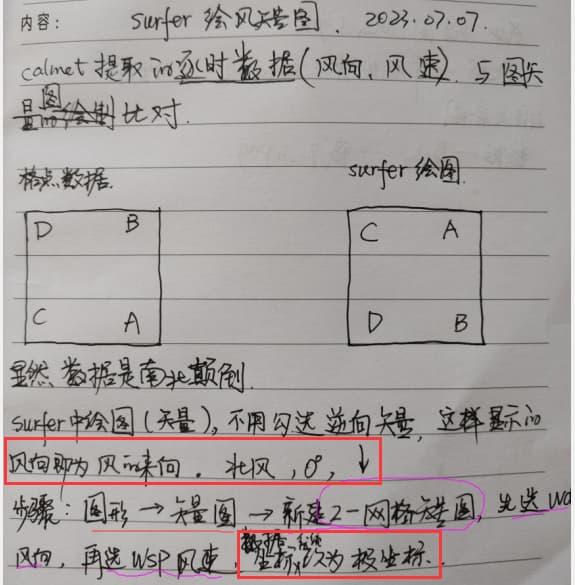 内容: surfer 绘风矢量图. 2023.07.07.
calmet 提取的逐时数据(风向、风速). 与图矢
量图的绘制比对.
格点数据. surfer 绘图.
D B C A
C A D B
显然, 数据是南北颠倒.
surfer中绘图(矢量), 不用勾选逆向矢量, 这样显示的
风向即为风的来向. 北风, 0°, ↓
步骤: 图形 → 矢量图 → 新建2-网格矢量图, 先选 Wd
风向, 再选 WSP 风速, 数据
坐标 为极坐标.